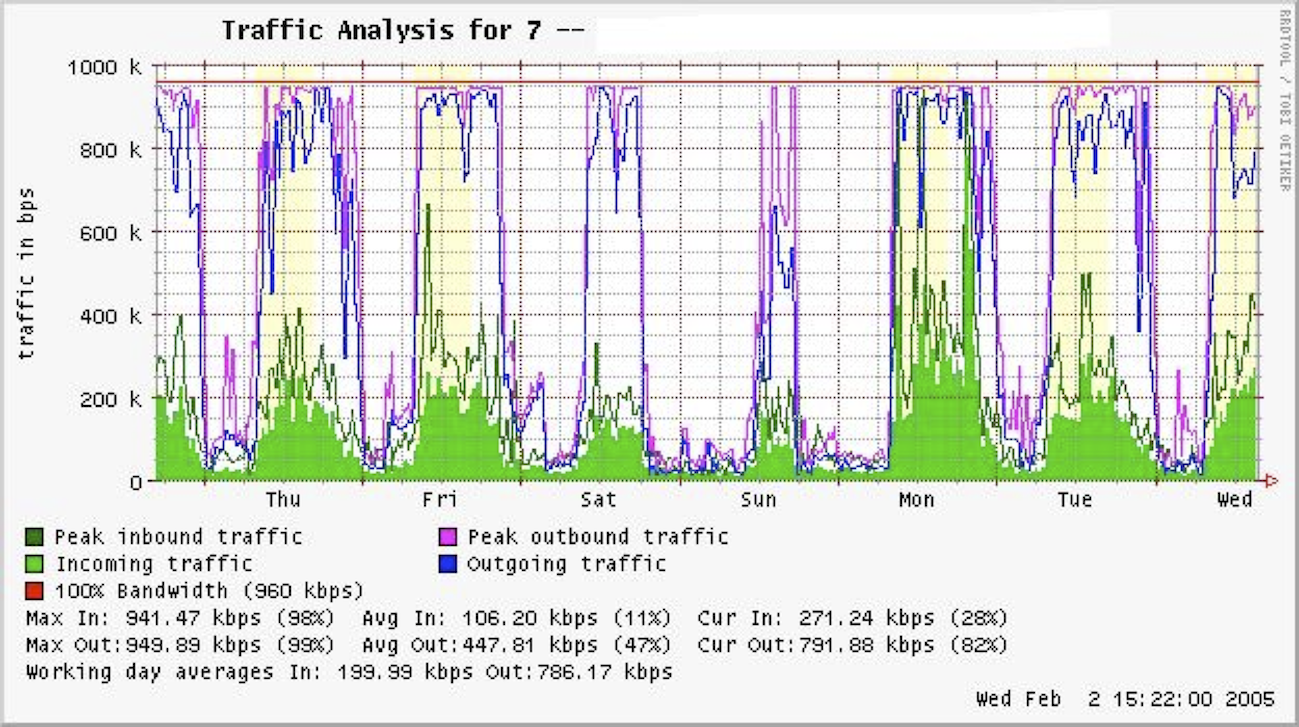 Traffic Analysis for 7 --
RRDTOOL / TOBI OETIKER
traffic in bps
1000 k
800 k
600 k
400 k
200 k
0
Thu Fri Sat Sun Mon Tue Wed
Peak inbound traffic Peak outbound traffic
Incoming traffic Outgoing traffic
100% Bandwidth (960 kbps)
Max In: 941.47 kbps (98%) Avg In: 106.20 kbps (11%) Cur In: 271.24 kbps (28%)
Max Out:949.89 kbps (99%) Avg Out:447.81 kbps (47%) Cur Out:791.88 kbps (82%)
Working day averages In: 199.99 kbps Out:786.17 kbps
Wed Feb 2 15:22:00 2005